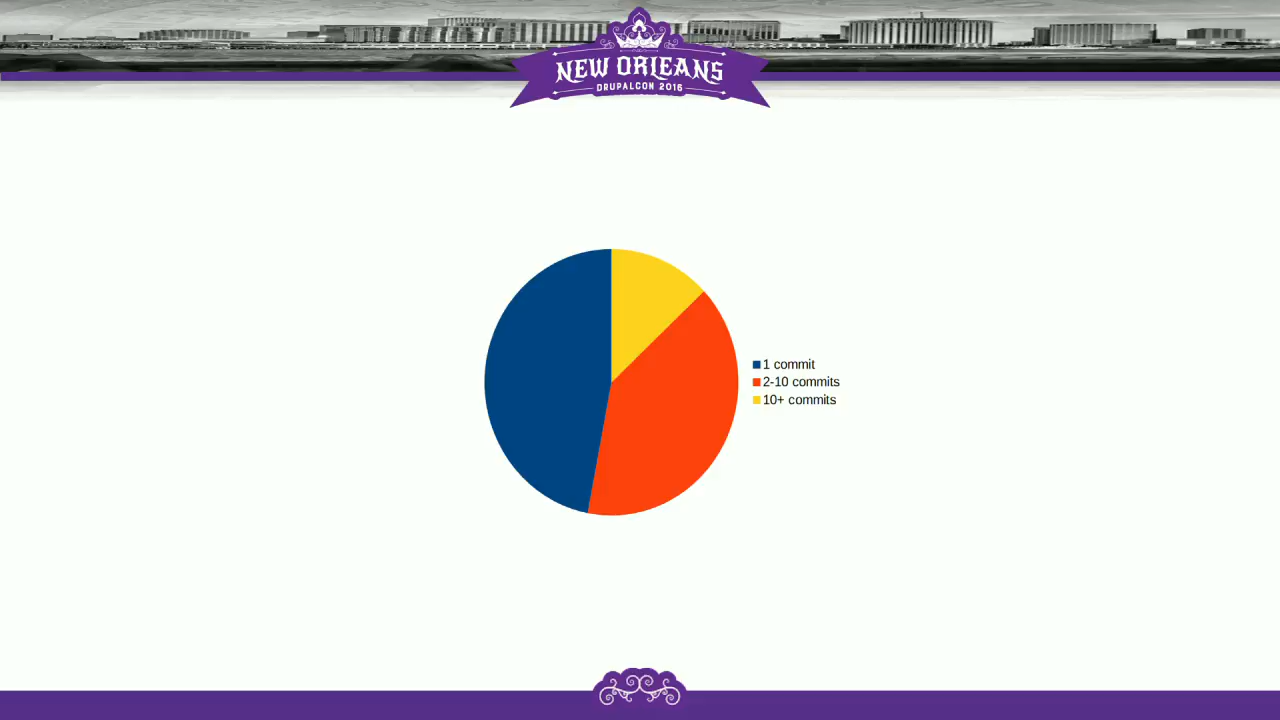 NEW ORLEANS
DRUPALCON 2016
1 commit
2-10 commits
10+ commits